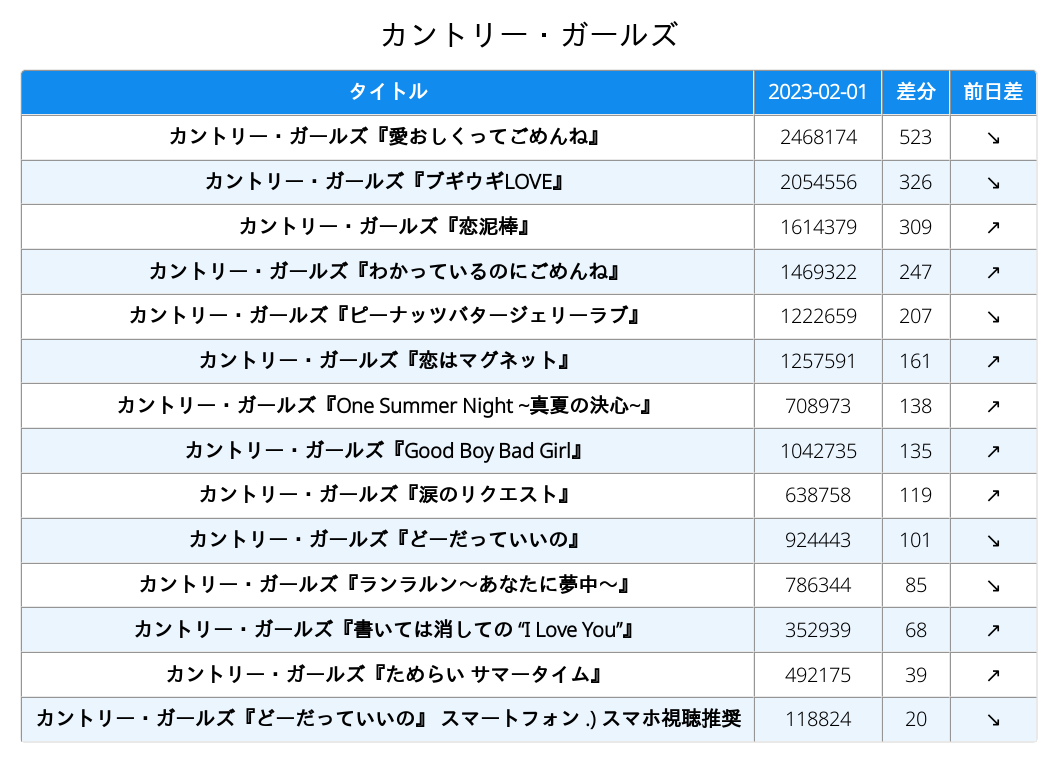 カントリー・ガールズ
タイトル 2023-02-01 差分 前日差
カントリー・ガールズ『愛おしくってごめんね』 2468174 523 ↘
カントリー・ガールズ『ブギウギLOVE』 2054556 326 ↘
カントリー・ガールズ『恋泥棒』 1614379 309 ↗
カントリー・ガールズ『わかっているのにごめんね』 1469322 247 ↗
カントリー・ガールズ『ピーナッツバタージェリーラブ』 1222659 207 ↘
カントリー・ガールズ『恋はマグネット』 1257591 161 ↗
カントリー・ガールズ『One Summer Night ~真夏の決心~』 708973 138 ↗
カントリー・ガールズ『Good Boy Bad Girl』 1042735 135 ↗
カントリー・ガールズ『涙のリクエスト』 638758 119 ↗
カントリー・ガールズ『どーだっていいの』 924443 101 ↘
カントリー・ガールズ『ランラルン～あなたに夢中～』 786344 85 ↘
カントリー・ガールズ『書いては消しての “I Love You”』 352939 68 ↗
カントリー・ガールズ『ためらい サマータイム』 492175 39 ↗
カントリー・ガールズ『どーだっていいの』 スマートフォン .) スマホ視聴推奨 118824 20 ↘